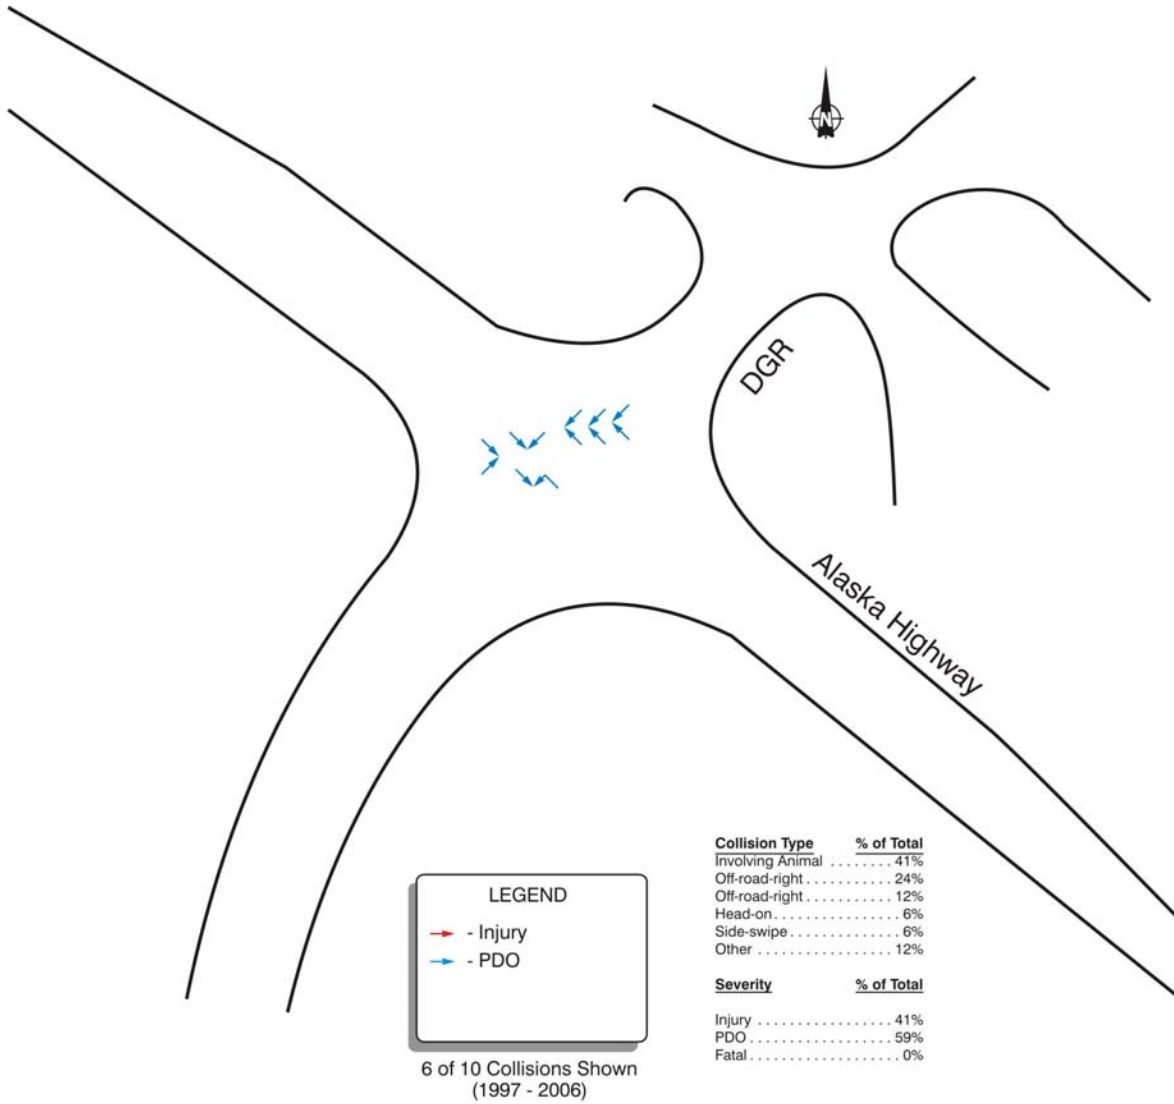 N
DGR
Alaska Highway
LEGEND
- Injury
- PDO
6 of 10 Collisions Shown
(1997 - 2006)
Collision Type % of Total
Involving Animal ........ 41%
Off-road-right ........... 24%
Off-road-right ........... 12%
Head-on ................ 6%
Side-swipe .............. 6%
Other .................. 12%
Severity % of Total
Injury .................. 41%
PDO ................... 59%
Fatal .................... 0%